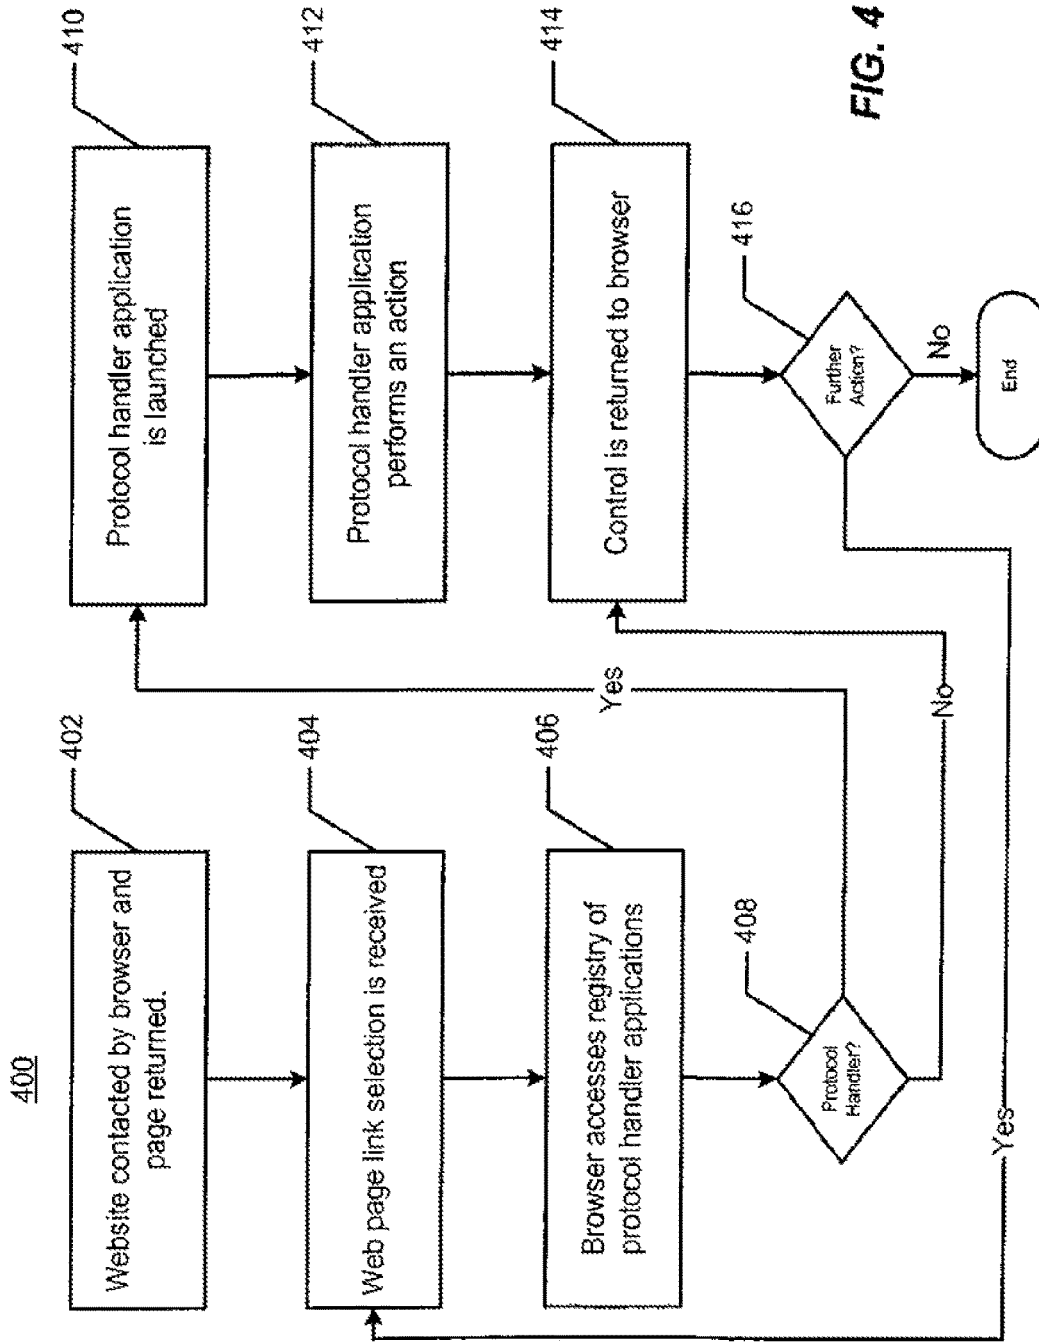 400
402
Website contacted by browser and
page returned.
404
Web page link selection is received
406
Browser accesses registry of
protocol handler applications
408
Protocol
Handler?
Yes
No
410
Protocol handler application
is launched
412
Protocol handler application
performs an action
414
Control is returned to browser
416
Further
Action?
No
Yes
End
FIG. 4